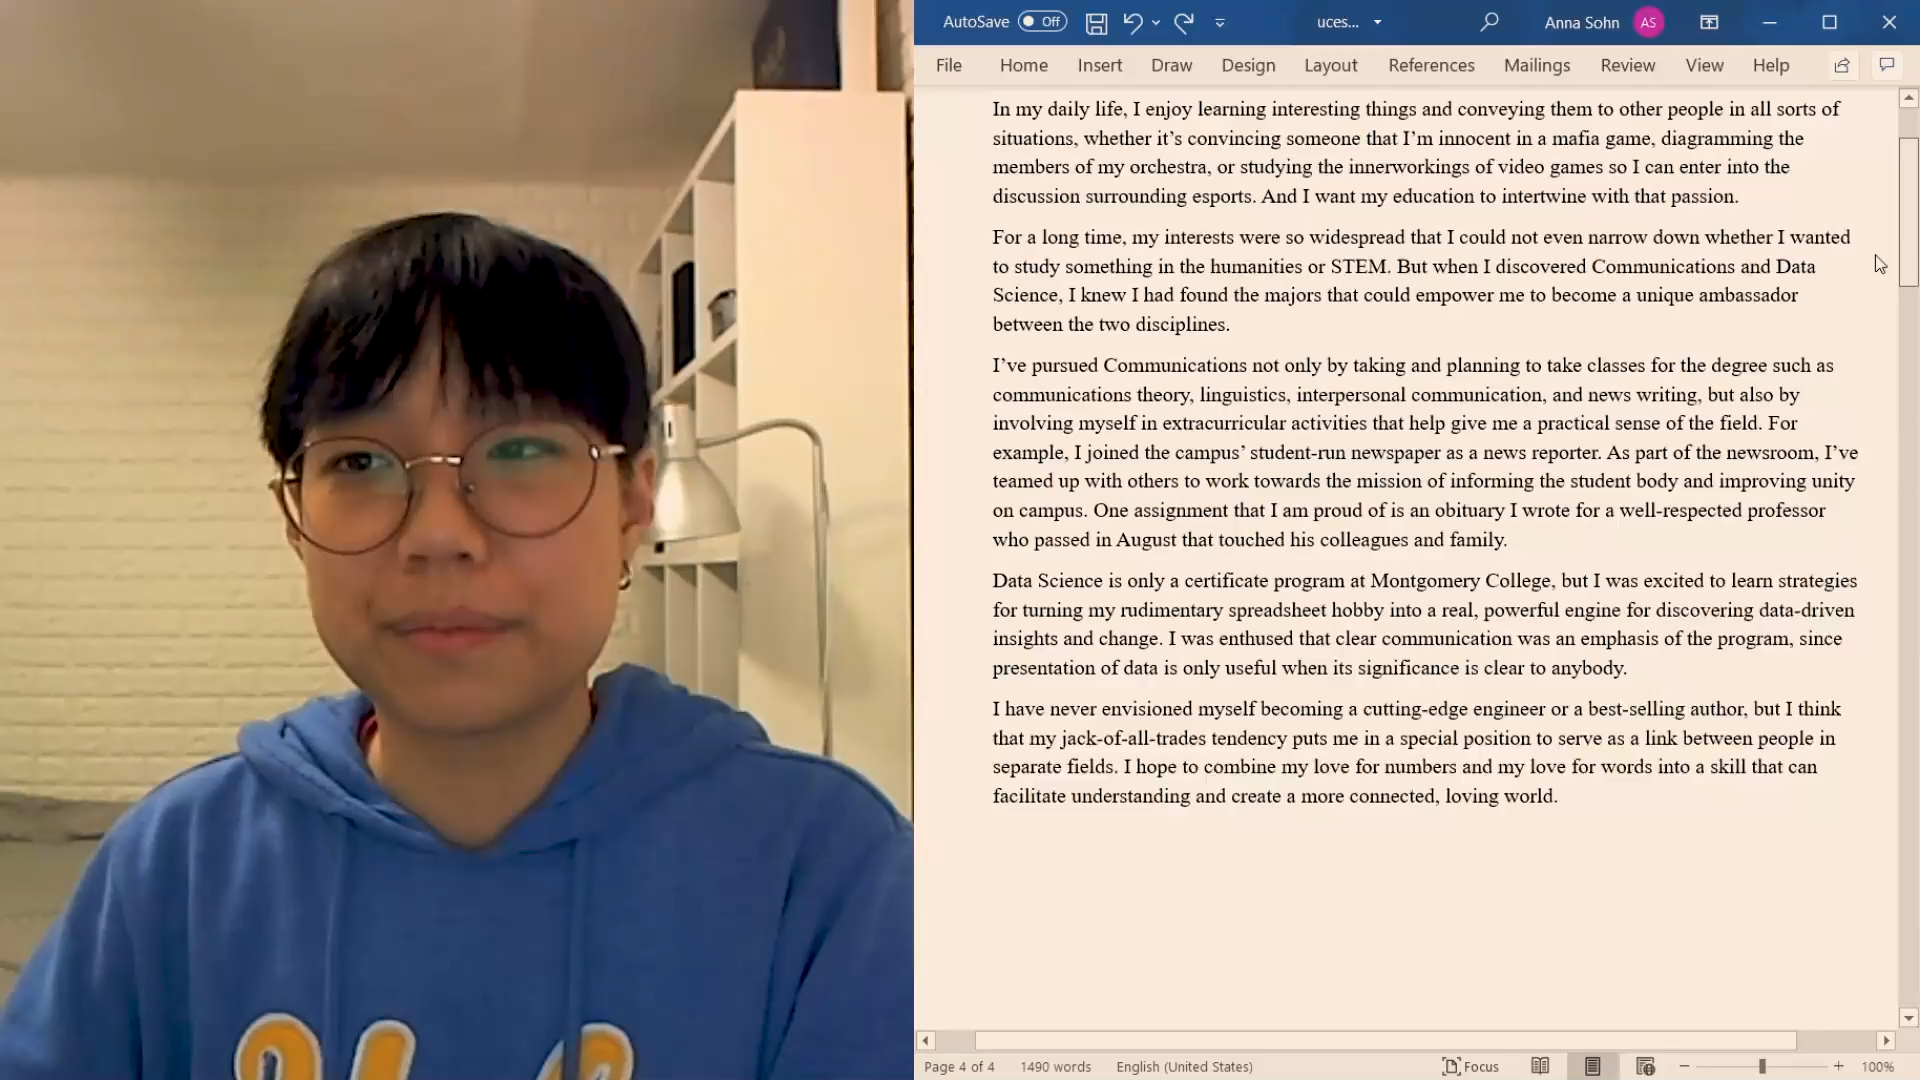 AutoSave Off uces... Anna Sohn AS
File Home Insert Draw Design Layout References Mailings Review View Help
In my daily life, I enjoy learning interesting things and conveying them to other people in all sorts of
situations, whether it’s convincing someone that I’m innocent in a mafia game, diagramming the
members of my orchestra, or studying the innerworkings of video games so I can enter into the
discussion surrounding esports. And I want my education to intertwine with that passion.
For a long time, my interests were so widespread that I could not even narrow down whether I wanted
to study something in the humanities or STEM. But when I discovered Communications and Data
Science, I knew I had found the majors that could empower me to become a unique ambassador
between the two disciplines.
I’ve pursued Communications not only by taking and planning to take classes for the degree such as
communications theory, linguistics, interpersonal communication, and news writing, but also by
involving myself in extracurricular activities that help give me a practical sense of the field. For
example, I joined the campus’ student-run newspaper as a news reporter. As part of the newsroom, I’ve
teamed up with others to work towards the mission of informing the student body and improving unity
on campus. One assignment that I am proud of is an obituary I wrote for a well-respected professor
who passed in August that touched his colleagues and family.
Data Science is only a certificate program at Montgomery College, but I was excited to learn strategies
for turning my rudimentary spreadsheet hobby into a real, powerful engine for discovering data-driven
insights and change. I was enthused that clear communication was an emphasis of the program, since
presentation of data is only useful when its significance is clear to anybody.
I have never envisioned myself becoming a cutting-edge engineer or a best-selling author, but I think
that my jack-of-all-trades tendency puts me in a special position to serve as a link between people in
separate fields. I hope to combine my love for numbers and my love for words into a skill that can
facilitate understanding and create a more connected, loving world.
Page 4 of 4 1490 words English (United States) Focus 100%